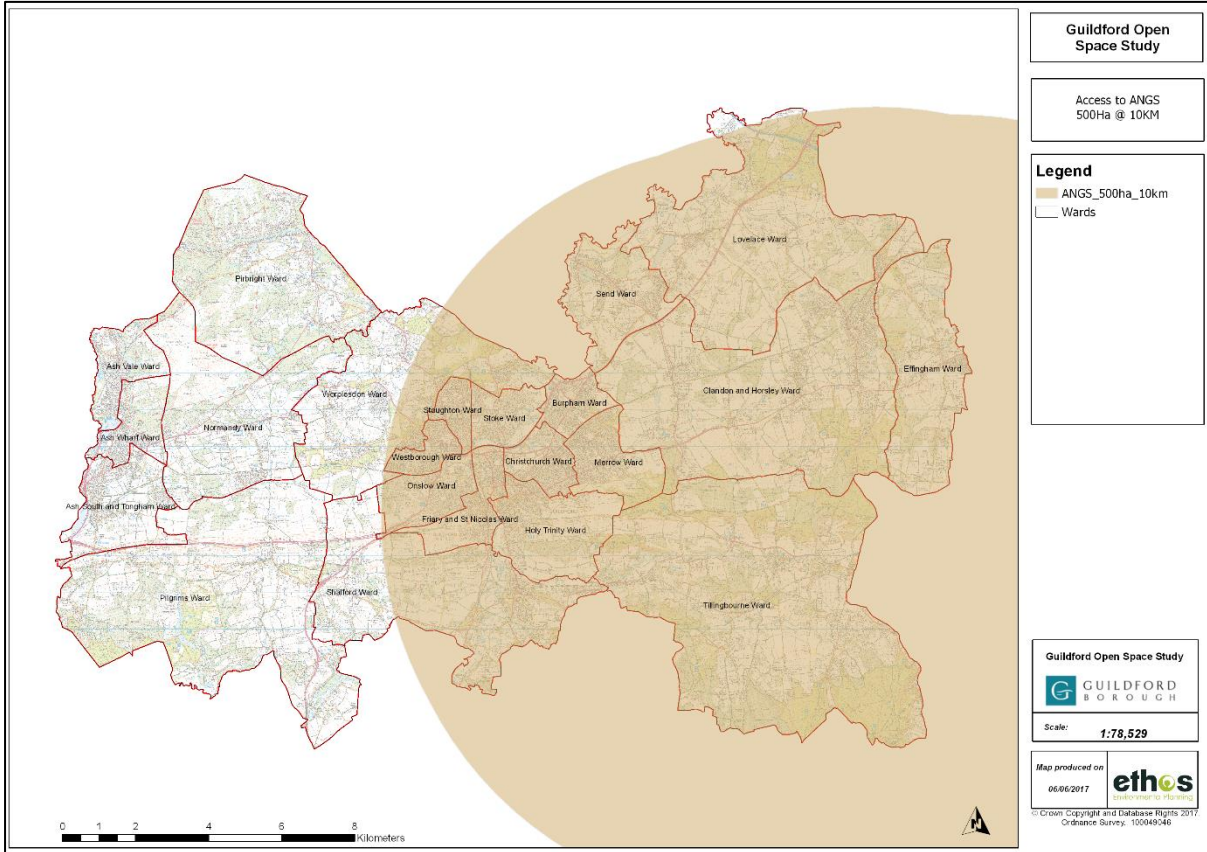 Guildford Open
Space Study
Access to ANGS
500Ha @ 10KM
Legend
ANGS_500ha_10km
Wards
Lovelace Ward
Pirbright Ward
Send Ward
Ash Vale Ward
Effingham Ward
Clandon and Horsley Ward
Worplesdon Ward
Burpham Ward
Stoughton Ward
Stoke Ward
Normandy Ward
Ash Wharf Ward
Westborough Ward
Christchurch Ward
Merrow Ward
Onslow Ward
Ash South and Tongham Ward
Friary and St Nicolas Ward
Holy Trinity Ward
Pilgrims Ward
Shalford Ward
Tillingbourne Ward
Guildford Open Space Study
G GUILDFORD
BOROUGH
Scale: 1:78,529
Map produced on
06/06/2017
ethos
Environmental Planning
© Crown Copyright and Database Rights 2017
Ordnance Survey. 100049046
0 1 2 4 6 8
Kilometers
N